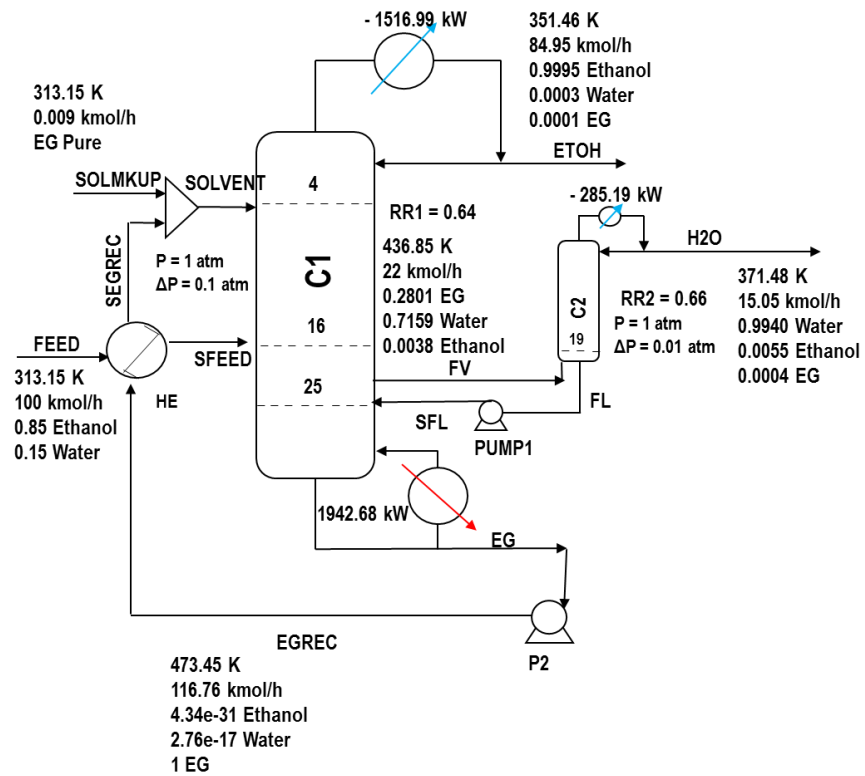 - 1516.99 kW
351.46 K
84.95 kmol/h
0.9995 Ethanol
0.0003 Water
0.0001 EG
313.15 K
0.009 kmol/h
EG Pure
ETOH
SOLMKUP
SOLVENT
4
- 285.19 kW
RR1 = 0.64
H2O
436.85 K
22 kmol/h
0.2801 EG
0.7159 Water
0.0038 Ethanol
P = 1 atm
ΔP = 0.1 atm
SEGREC
C1
C2
RR2 = 0.66
P = 1 atm
ΔP = 0.01 atm
371.48 K
15.05 kmol/h
0.9940 Water
0.0055 Ethanol
0.0004 EG
16
19
FEED
SFEED
FV
313.15 K
100 kmol/h
0.85 Ethanol
0.15 Water
HE
25
FL
SFL
PUMP1
1942.68 kW
EG
EGREC
P2
473.45 K
116.76 kmol/h
4.34e-31 Ethanol
2.76e-17 Water
1 EG